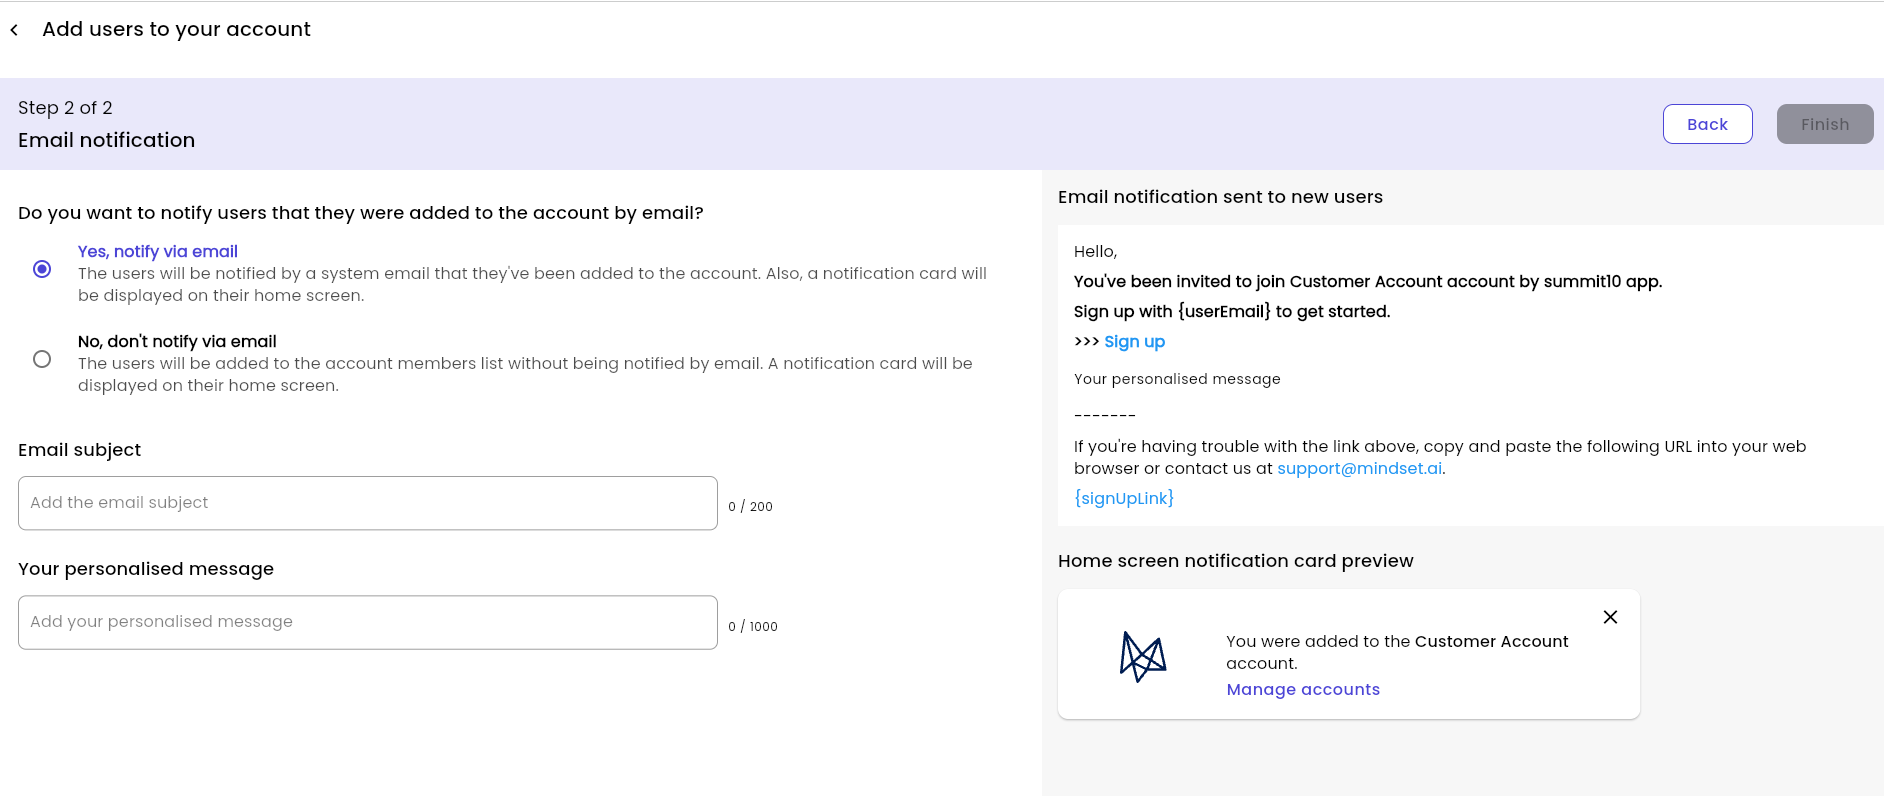 Add users to your account
Step 2 of 2
Email notification
Back
Finish
Do you want to notify users that they were added to the account by email?
Yes, notify via email
The users will be notified by a system email that they've been added to the account. Also, a notification card will
be displayed on their home screen.
No, don't notify via email
The users will be added to the account members list without being notified by email. A notification card will be
displayed on their home screen.
Email subject
Add the email subject
0 / 200
Your personalised message
Add your personalised message
0 / 1000
Email notification sent to new users
Hello,
You've been invited to join Customer Account account by summit10 app.
Sign up with {userEmail} to get started.
>>> Sign up
Your personalised message
-------
If you're having trouble with the link above, copy and paste the following URL into your web
browser or contact us at support@mindset.ai.
{signUpLink}
Home screen notification card preview
You were added to the Customer Account
account.
Manage accounts